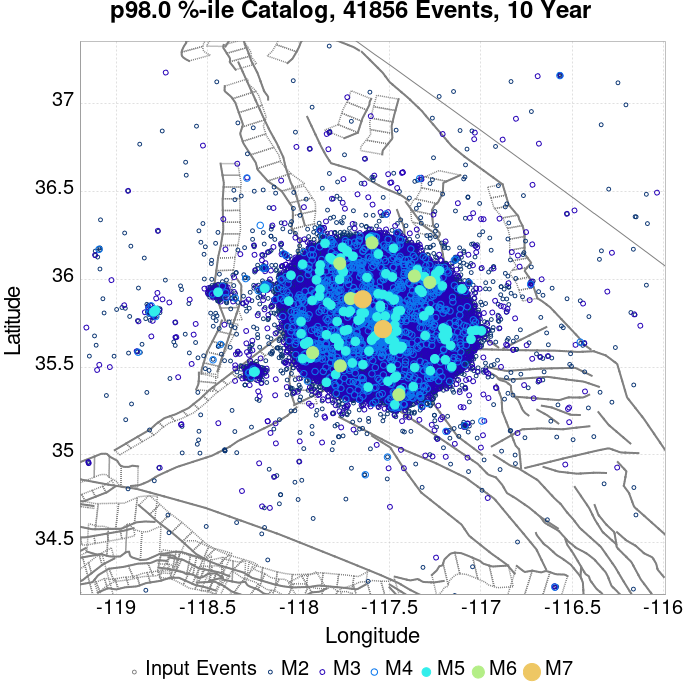 p98.0 %-ile Catalog, 41856 Events, 10 Year
37
36.5
36
35.5
35
34.5
Latitude
-119
-118.5
-118
-117.5
-117
-116.5
-116
Longitude
Input Events
M2
M3
M4
M5
M6
M7